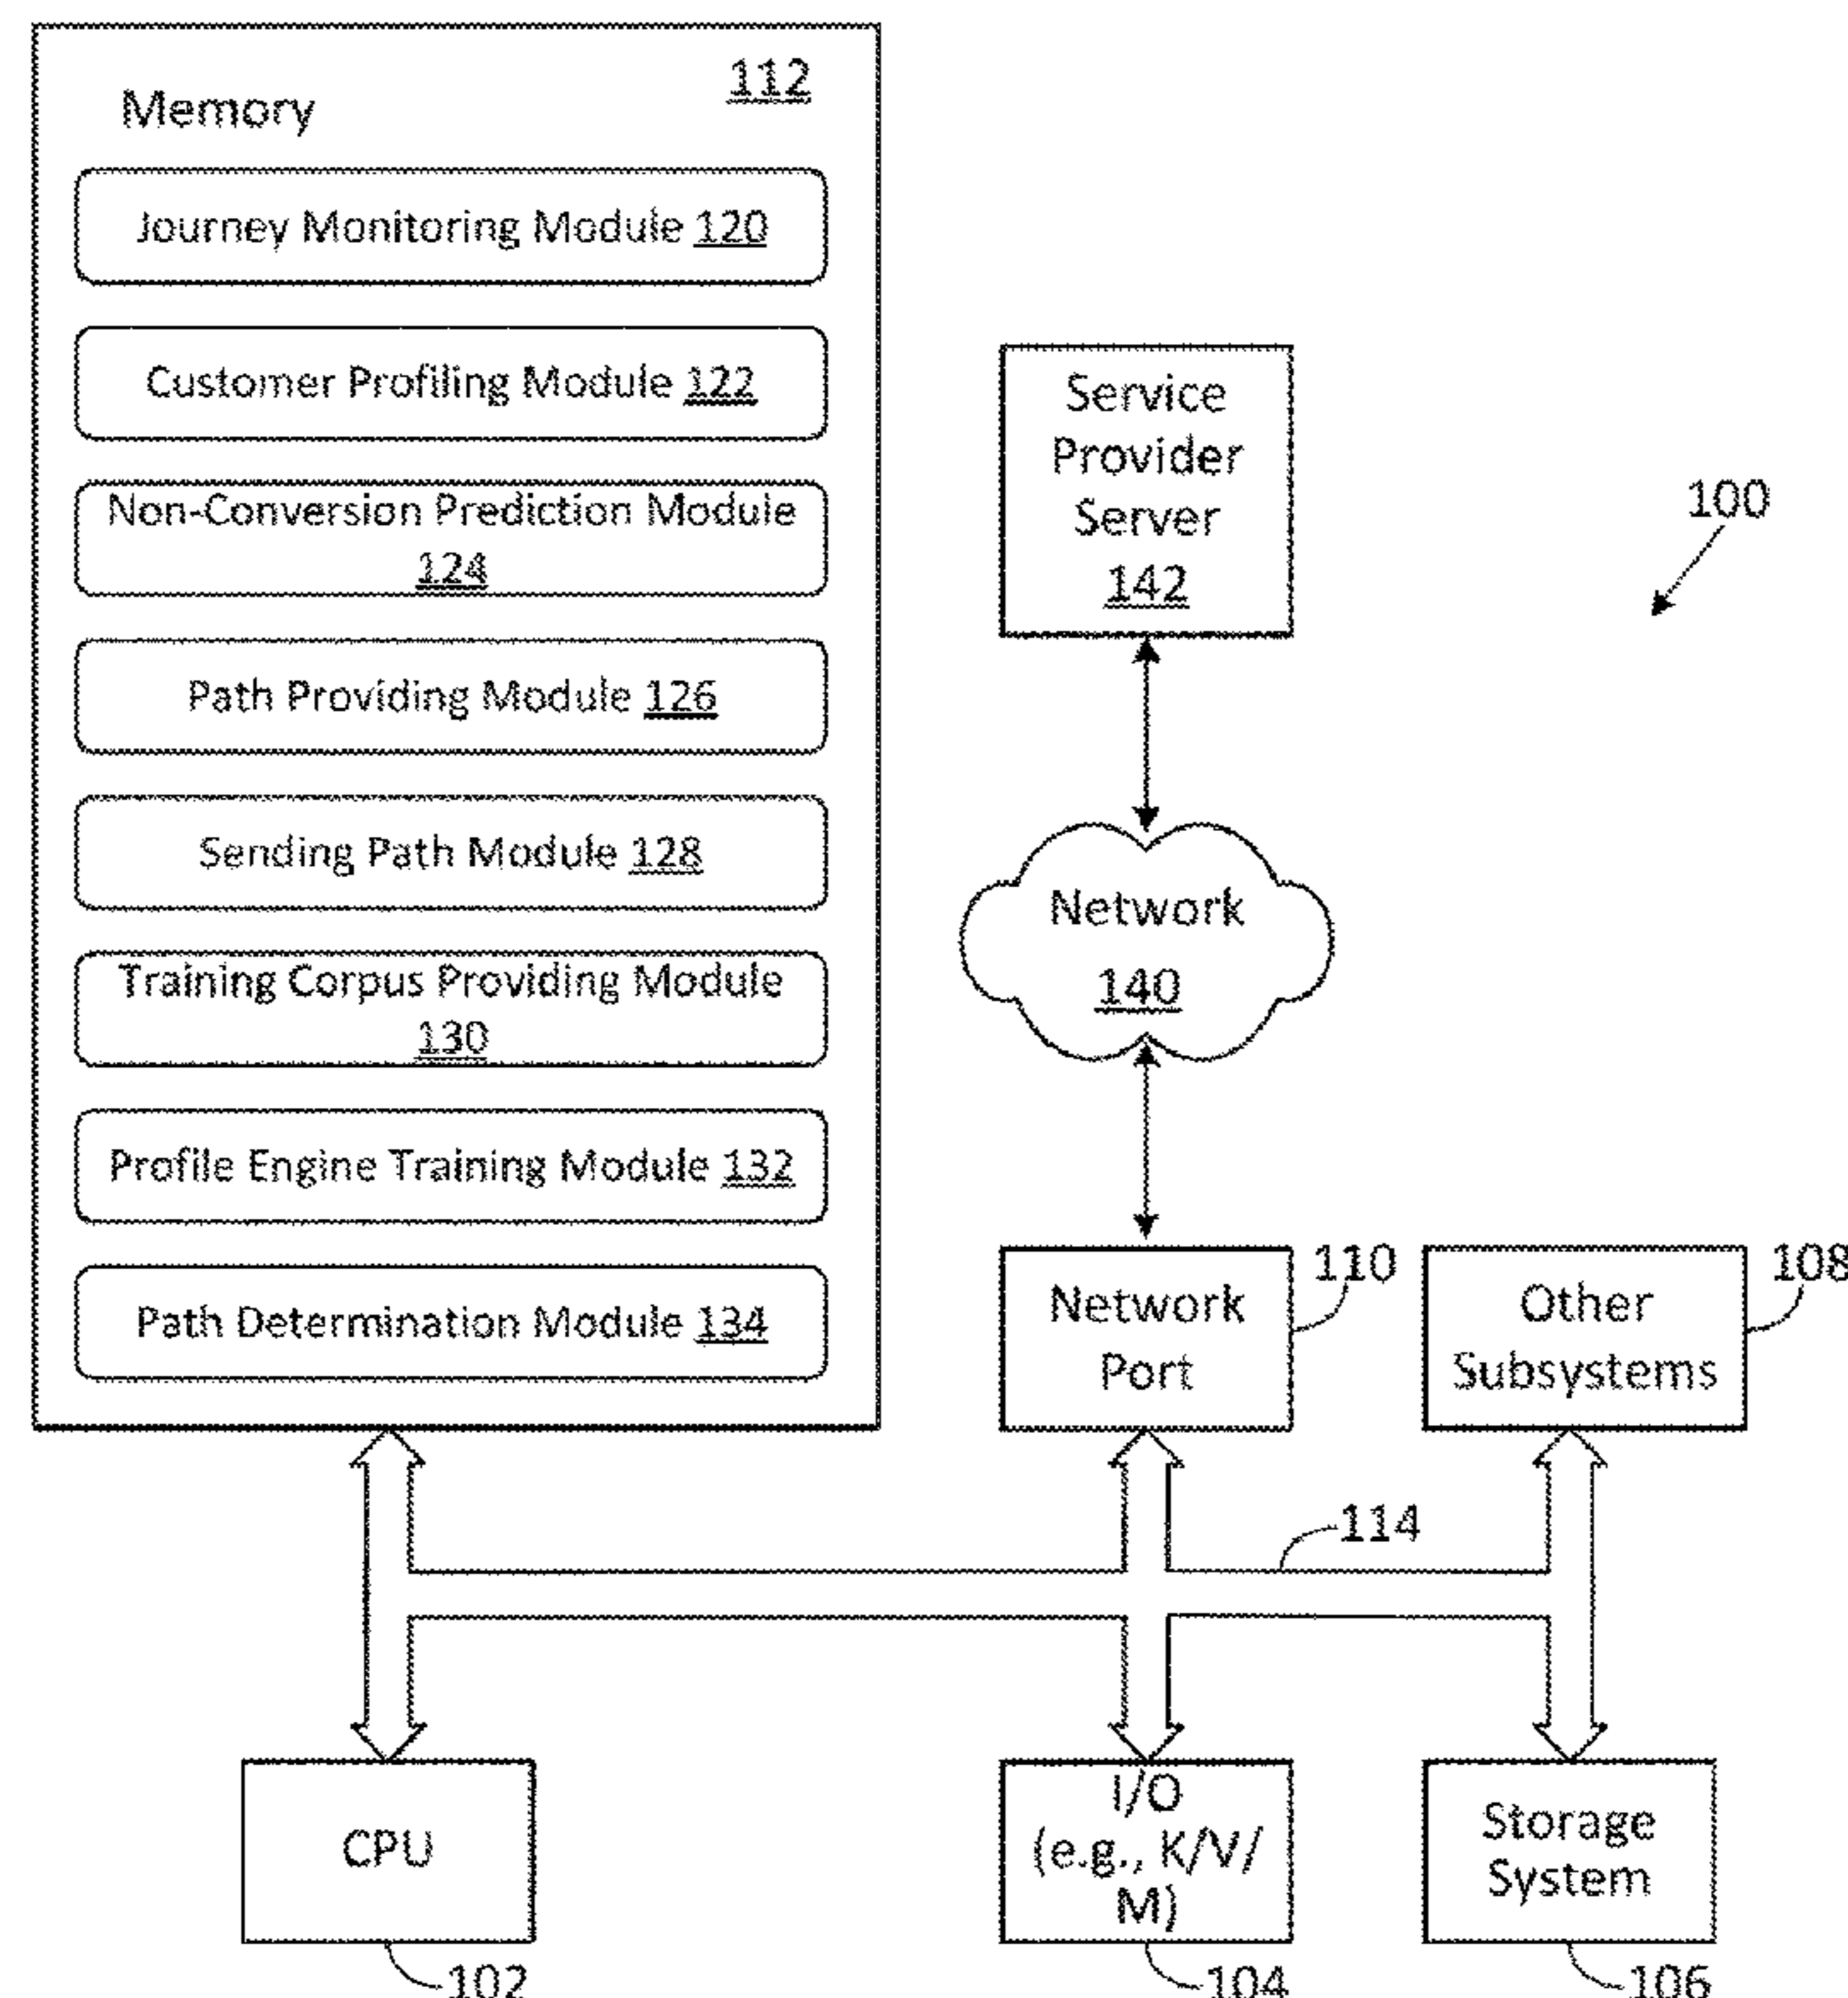 Memory
112
Journey Monitoring Module 120
Customer Profiling Module 122
Non-Conversion Prediction Module
124
Path Providing Module 126
Sending Path Module 128
Training Corpus Providing Module
130
Profile Engine Training Module 132
Path Determination Module 134
Service
Provider
Server
142
100
Network
140
Network
Port
110
Other
Subsystems
108
114
CPU
102
I/O
(e.g., K/V/
M)
104
Storage
System
106